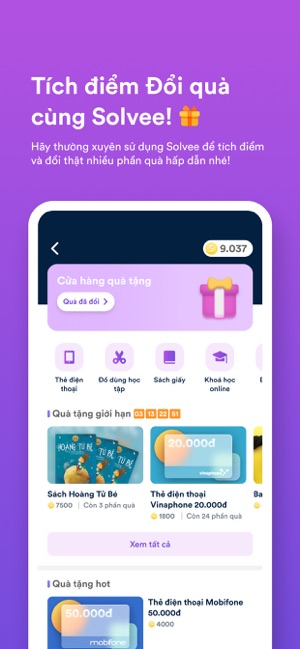 Tích điểm Đổi quà
cùng Solvee!
Hãy thường xuyên sử dụng Solvee để tích điểm
và đổi thật nhiều phần quà hấp dẫn nhé!
9.037
Cửa hàng quà tặng
Quà đã đổi
Thẻ điện
thoại
Đồ dùng học
tập
Sách giấy
Khoá học
online
Quà tặng giới hạn 03 13 22 51
HOÀNG TỬ BÉ
20.000đ
vinaphone
Sách Hoàng Tử Bé
7500 | Còn 3 phần quà
Thẻ điện thoại
Vinaphone 20.000đ
1800 | Còn 24 phần quà
Ba
Xem tất cả
Quà tặng hot
50.000đ
mobifone
Thẻ điện thoại Mobifone
50.000đ
4000